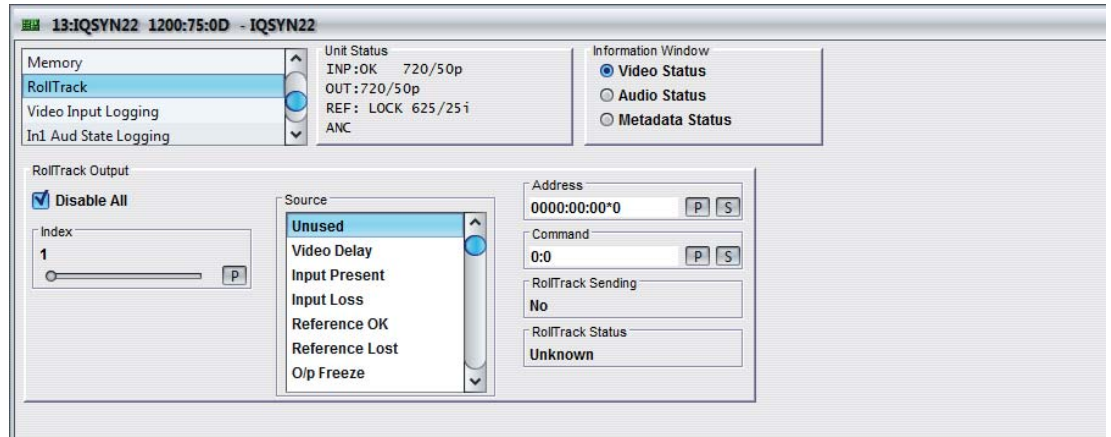 13:IQSYN22 1200:75:0D - IQSYN22
Memory
RollTrack
Video Input Logging
In1 Aud State Logging
Unit Status
INP:OK 720/50p
OUT:720/50p
REF: LOCK 625/25i
ANC
Information Window
Video Status
Audio Status
Metadata Status
RollTrack Output
Disable All
Index
1
P
Source
Unused
Video Delay
Input Present
Input Loss
Reference OK
Reference Lost
O/p Freeze
Address
0000:00:00*0 P S
Command
0:0 P S
RollTrack Sending
No
RollTrack Status
Unknown